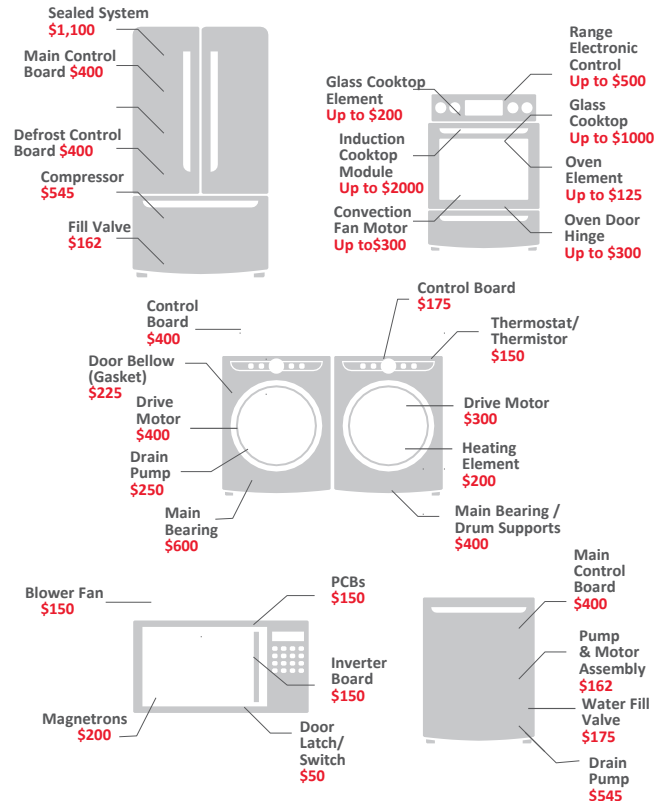 Sealed System
$1,100
Main Control
Board $400
Defrost Control
Board $400
Compressor
$545
Fill Valve
$162
Glass Cooktop
Element
Up to $200
Induction
Cooktop
Module
Up to $2000
Convection
Fan Motor
Up to$300
Range
Electronic
Control
Up to $500
Glass
Cooktop
Up to $1000
Oven
Element
Up to $125
Oven Door
Hinge
Up to $300
Control
Board
$400
Door Bellow
(Gasket)
$225
Drive
Motor
$400
Drain
Pump
$250
Main
Bearing
$600
Control Board
$175
Thermostat/
Thermistor
$150
Drive Motor
$300
Heating
Element
$200
Main Bearing /
Drum Supports
$400
Blower Fan
$150
PCBs
$150
Inverter
Board
$150
Magnetrons
$200
Door
Latch/
Switch
$50
Main
Control
Board
$400
Pump
& Motor
Assembly
$162
Water Fill
Valve
$175
Drain
Pump
$545